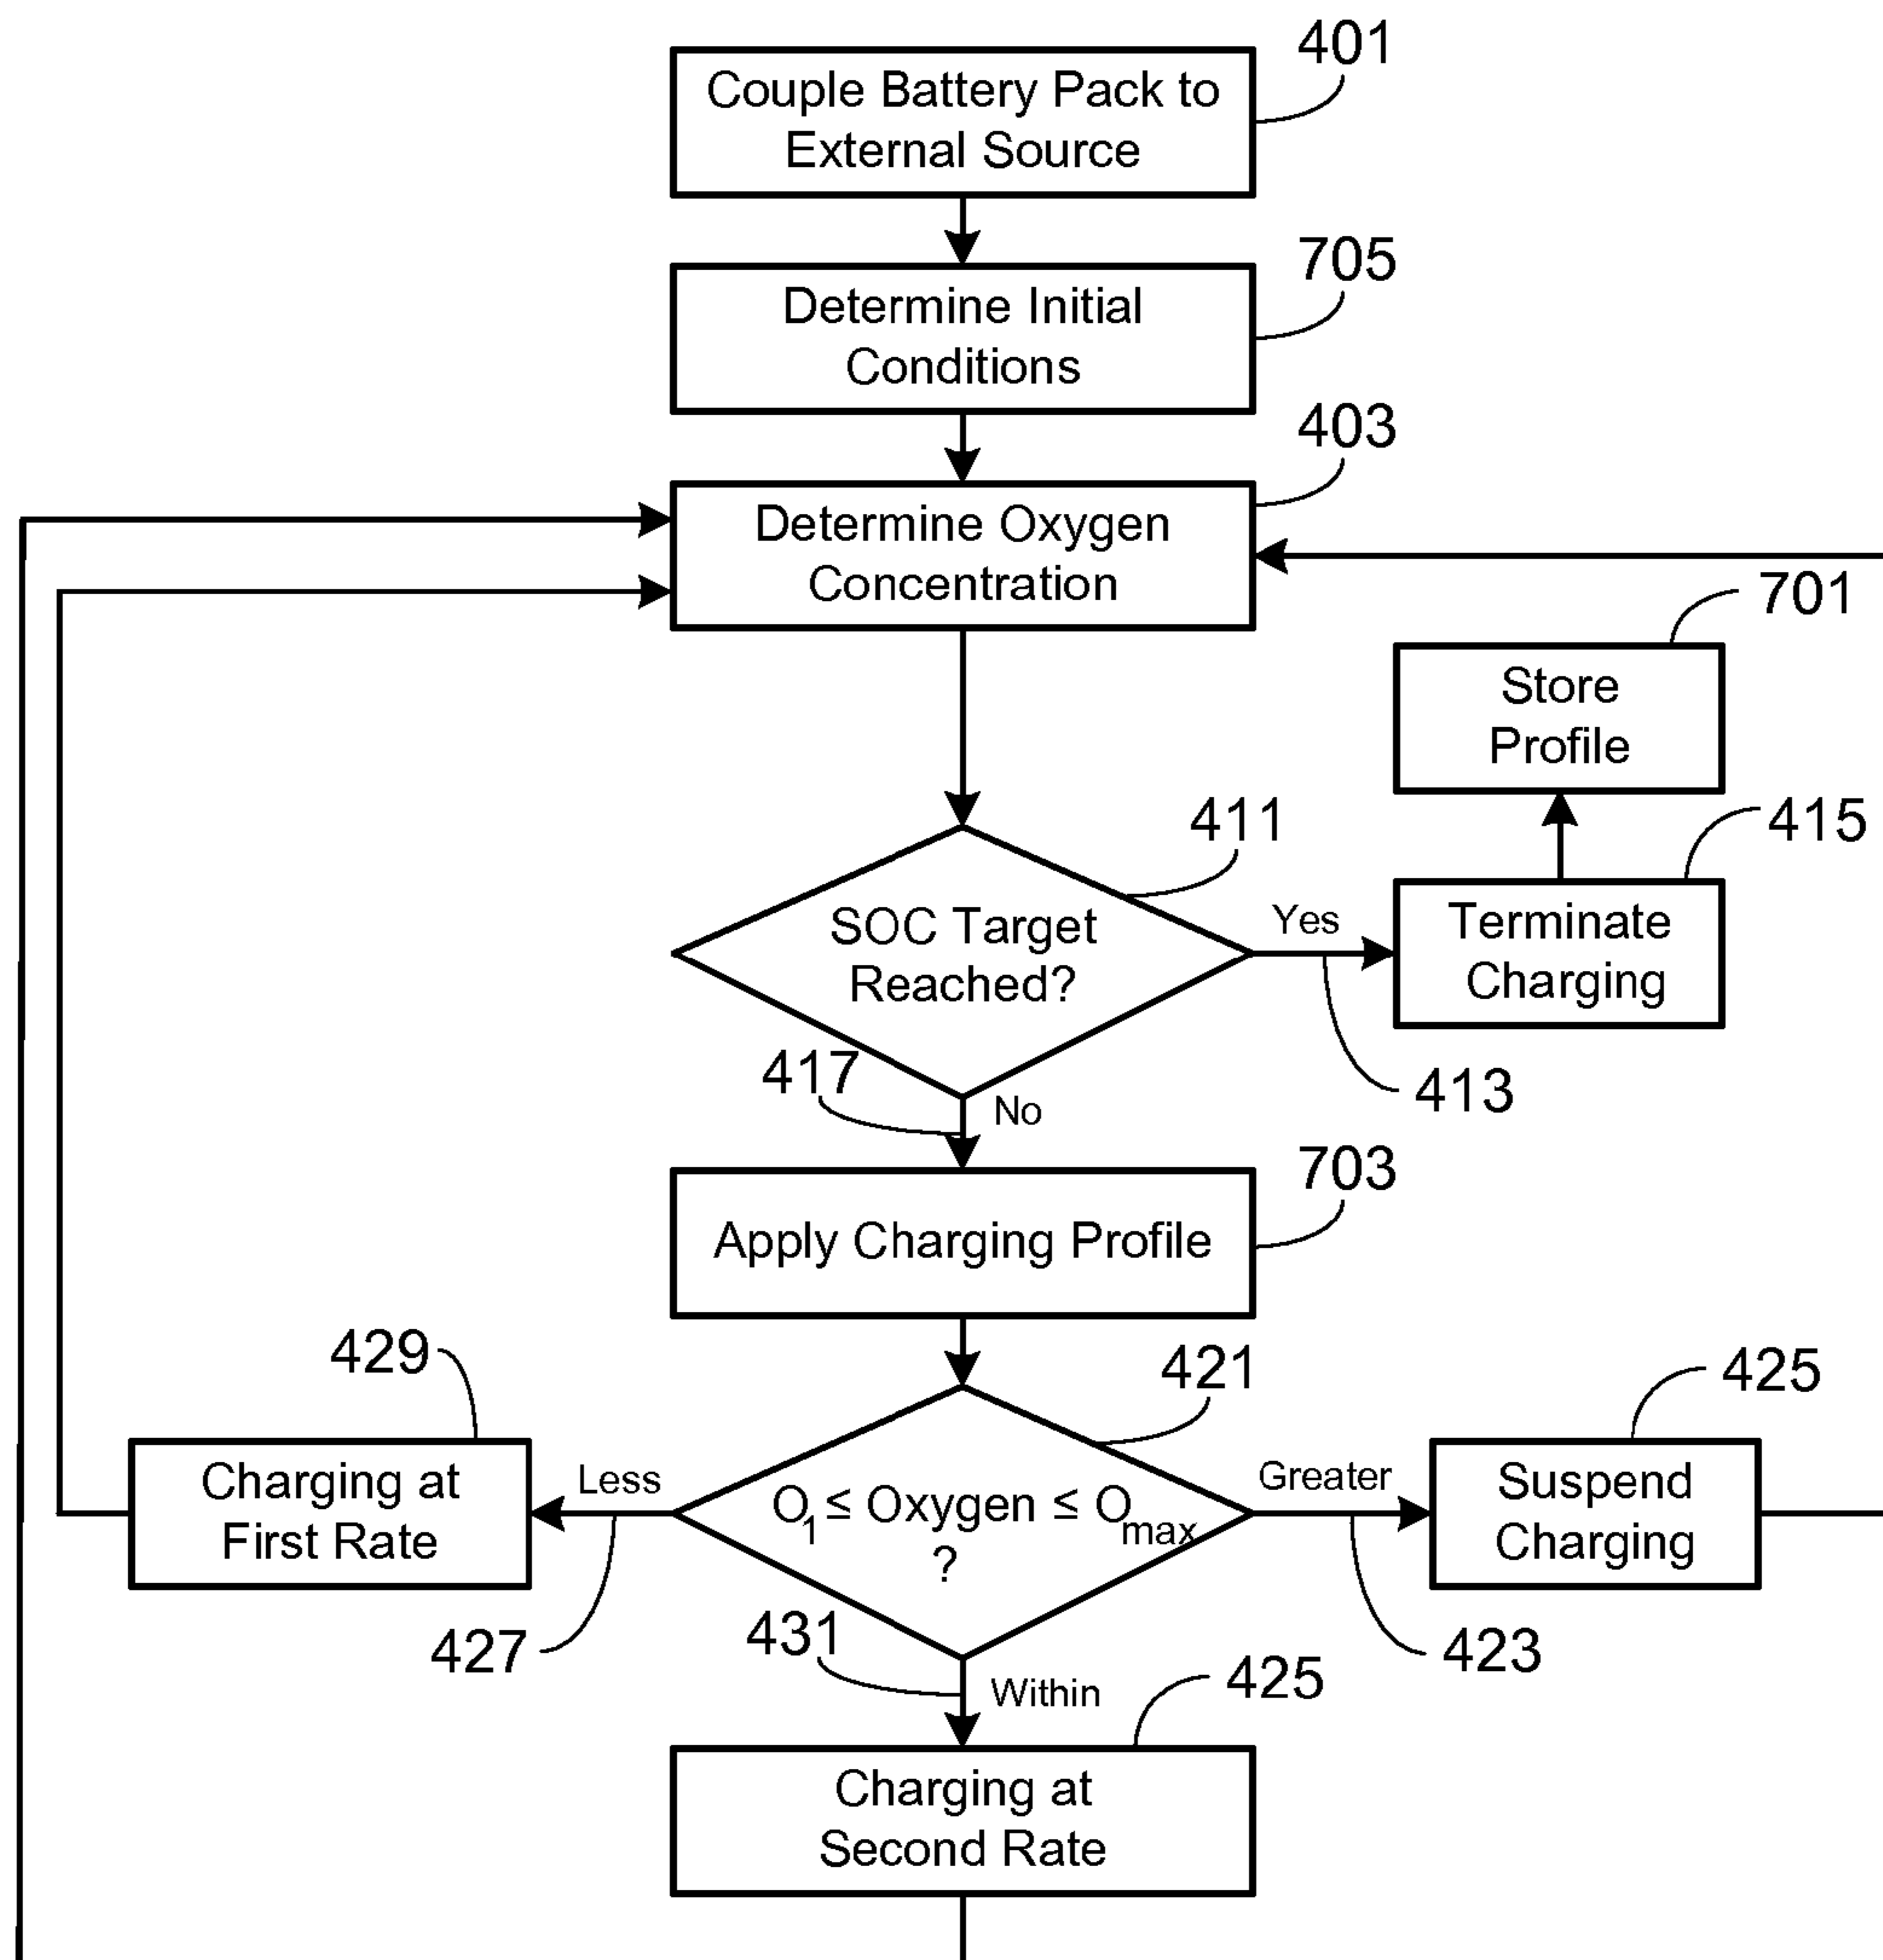 401
Couple Battery Pack to
External Source
705
Determine Initial
Conditions
403
Determine Oxygen
Concentration
701
Store
Profile
411
415
SOC Target
Reached?
Yes
Terminate
Charging
413
417
No
703
Apply Charging Profile
429
421
425
Charging at
First Rate
Less
O1 ≤ Oxygen ≤ Omax
?
Greater
Suspend
Charging
427
431
423
Within
425
Charging at
Second Rate